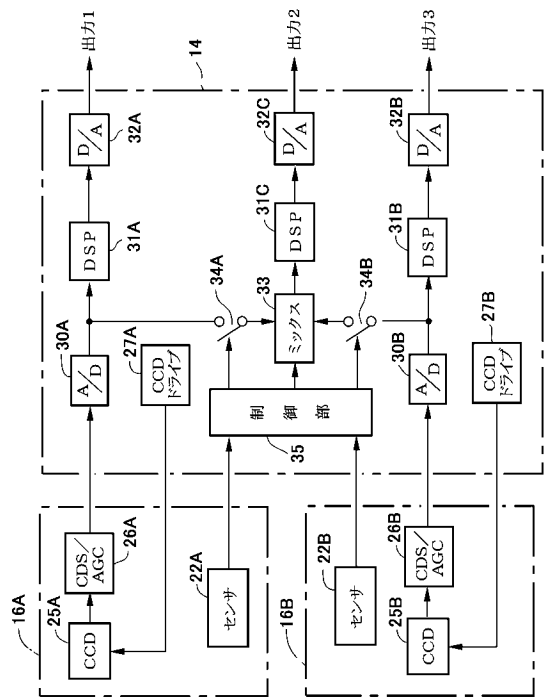 16A
25A
CCD
CDS/
AGC
26A
22A
センサ
16B
22B
センサ
25B
CCD
CDS/
AGC
26B
14
30A
A/D
27A
CCD
ドライブ
31A
DSP
32A
D/A
出力1
34A
33
ミックス
制御部
35
31C
DSP
32C
D/A
出力2
34B
30B
A/D
31B
DSP
32B
D/A
出力3
27B
CCD
ドライブ